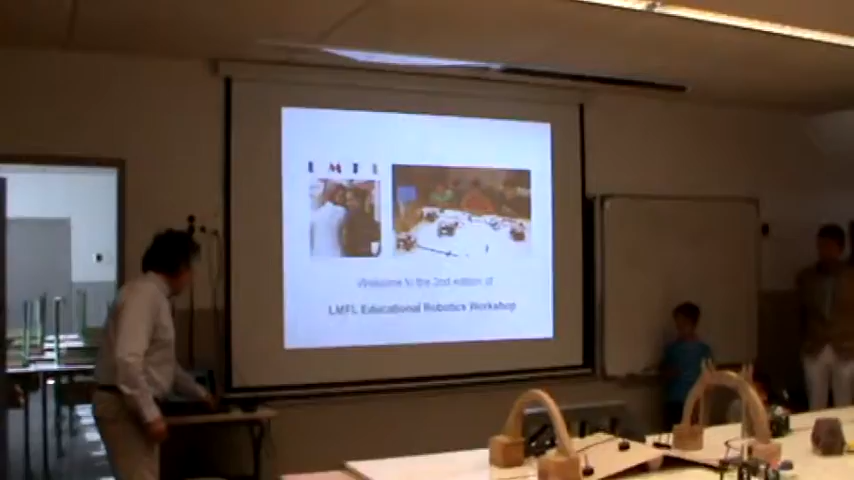 LMFL
Welcome to the 2nd edition of
LMFL Educational Robotics Workshop